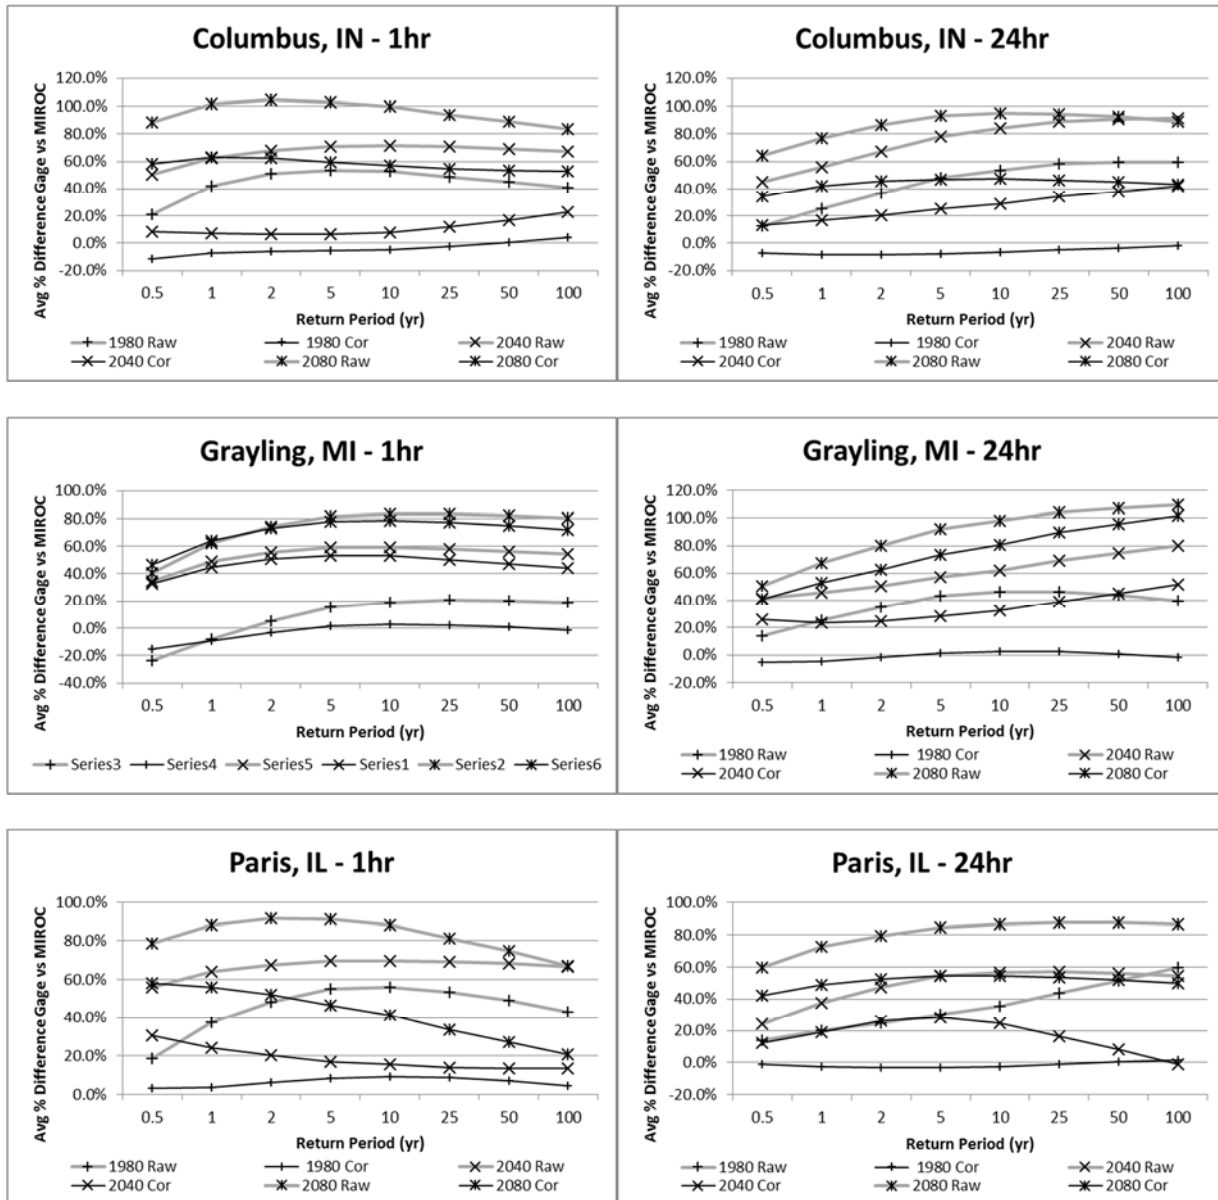 Columbus, IN - 1hr
Avg % Difference Gage vs MIROC
120.0%
100.0%
80.0%
60.0%
40.0%
20.0%
0.0%
-20.0%
0.5 1 2 5 10 25 50 100
Return Period (yr)
1980 Raw 1980 Cor 2040 Raw
2040 Cor 2080 Raw 2080 Cor
Columbus, IN - 24hr
Avg % Difference Gage vs MIROC
120.0%
100.0%
80.0%
60.0%
40.0%
20.0%
0.0%
-20.0%
0.5 1 2 5 10 25 50 100
Return Period (yr)
1980 Raw 1980 Cor 2040 Raw
2040 Cor 2080 Raw 2080 Cor
Grayling, MI - 1hr
Avg % Difference Gage vs MIROC
100.0%
80.0%
60.0%
40.0%
20.0%
0.0%
-20.0%
-40.0%
0.5 1 2 5 10 25 50 100
Return Period (yr)
Series3 Series4 Series5 Series1 Series2 Series6
Grayling, MI - 24hr
Avg % Difference Gage vs MIROC
120.0%
100.0%
80.0%
60.0%
40.0%
20.0%
0.0%
-20.0%
0.5 1 2 5 10 25 50 100
Return Period (yr)
1980 Raw 1980 Cor 2040 Raw
2040 Cor 2080 Raw 2080 Cor
Paris, IL - 1hr
Avg % Difference Gage vs MIROC
100.0%
80.0%
60.0%
40.0%
20.0%
0.0%
0.5 1 2 5 10 25 50 100
Return Period (yr)
1980 Raw 1980 Cor 2040 Raw
2040 Cor 2080 Raw 2080 Cor
Paris, IL - 24hr
Avg % Difference Gage vs MIROC
100.0%
80.0%
60.0%
40.0%
20.0%
0.0%
-20.0%
0.5 1 2 5 10 25 50 100
Return Period (yr)
1980 Raw 1980 Cor 2040 Raw
2040 Cor 2080 Raw 2080 Cor